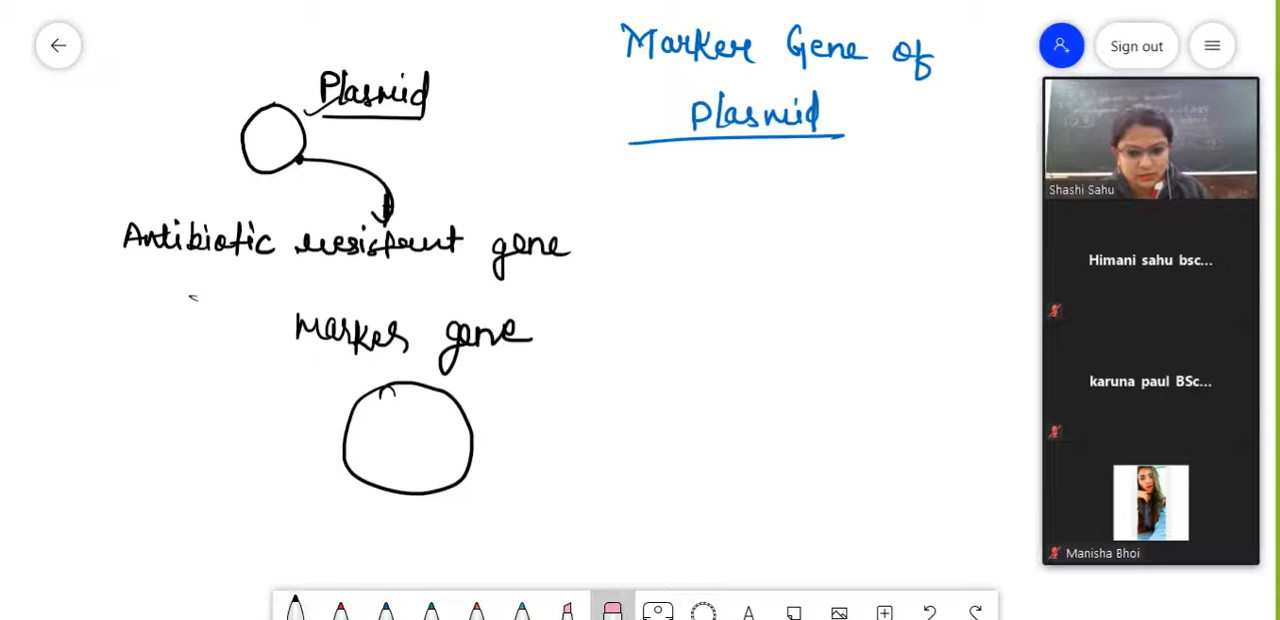 Marker Gene of
Plasmid
Plasmid
Antibiotic resistant gene
Marker gene
Sign out
Shashi Sahu
Himani sahu bsc...
karuna paul BSc...
Manisha Bhoi
A